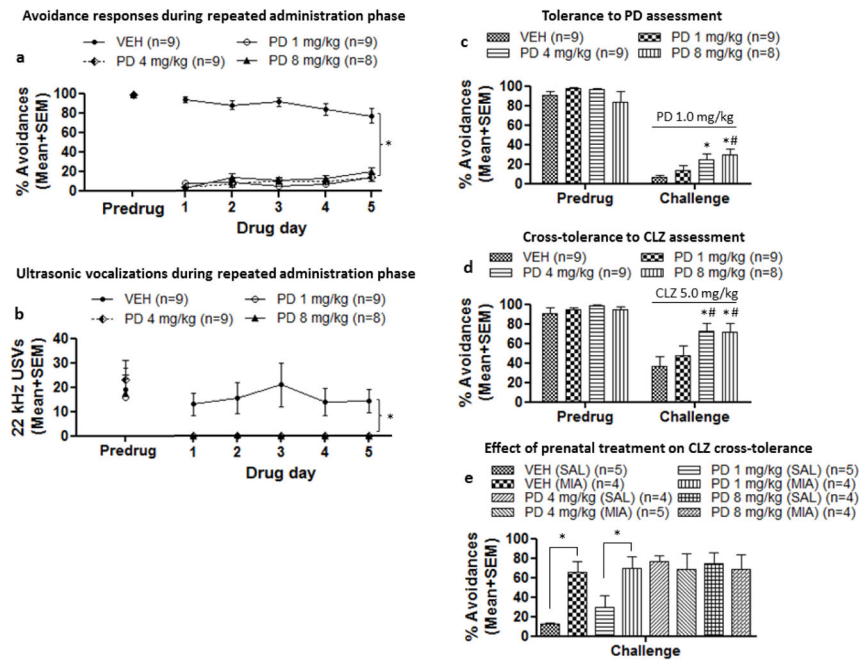 Avoidance responses during repeated administration phase
a
VEH (n=9)
PD 1 mg/kg (n=9)
PD 4 mg/kg (n=9)
PD 8 mg/kg (n=8)
% Avoidances
(Mean+SEM)
100
80
60
40
20
0
*
Predrug
1 2 3 4 5
Drug day
Ultrasonic vocalizations during repeated administration phase
b
VEH (n=9)
PD 1 mg/kg (n=9)
PD 4 mg/kg (n=9)
PD 8 mg/kg (n=8)
22 kHz USVs
(Mean+SEM)
40
30
20
10
0
*
Predrug
1 2 3 4 5
Drug day
Tolerance to PD assessment
c
VEH (n=9)
PD 1 mg/kg (n=9)
PD 4 mg/kg (n=9)
PD 8 mg/kg (n=8)
% Avoidances
(Mean+SEM)
100
80
60
40
20
0
PD 1.0 mg/kg
* *#
Predrug Challenge
Cross-tolerance to CLZ assessment
d
VEH (n=9)
PD 1 mg/kg (n=9)
PD 4 mg/kg (n=9)
PD 8 mg/kg (n=8)
% Avoidances
(Mean+SEM)
100
80
60
40
20
0
CLZ 5.0 mg/kg
*# *#
Predrug Challenge
Effect of prenatal treatment on CLZ cross-tolerance
e
VEH (SAL) (n=5)
PD 1 mg/kg (SAL) (n=5)
VEH (MIA) (n=4)
PD 1 mg/kg (MIA) (n=4)
PD 4 mg/kg (SAL) (n=4)
PD 8 mg/kg (SAL) (n=4)
PD 4 mg/kg (MIA) (n=5)
PD 8 mg/kg (MIA) (n=4)
% Avoidances
(Mean+SEM)
100
80
60
40
20
0
* *
Challenge